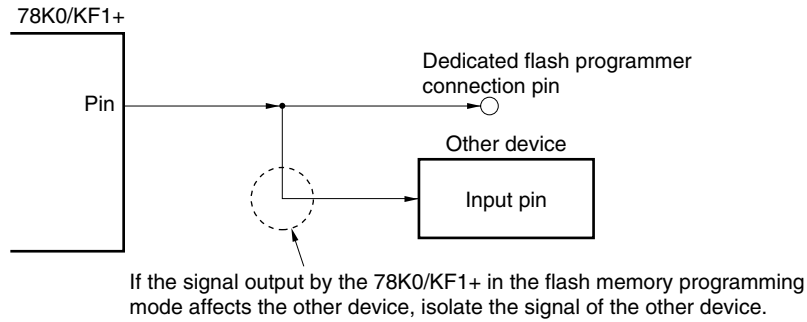 78K0/KF1+
Pin
Dedicated flash programmer
connection pin
Other device
Input pin
If the signal output by the 78K0/KF1+ in the flash memory programming
mode affects the other device, isolate the signal of the other device.